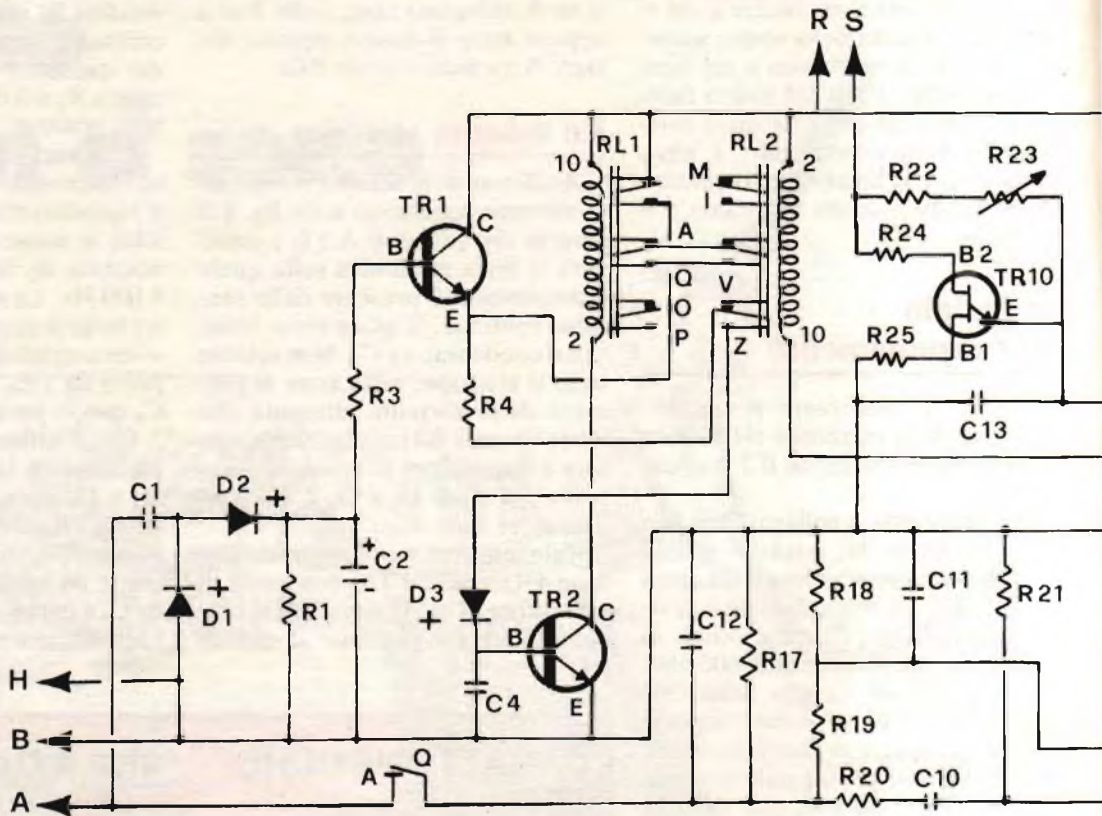 R S
10 RL1 RL2 2
M
I
R22 R23
TR1 C
B
A
R24 B2
TR10
E
Q
V
O
E
2
P
Z
10
R25
B1
R3
R4
C13
C1 D2 +
+
C2
-
D3
+
TR2 C
B
E
R18
C11
R21
+
D1
R1
C12
R17
C4
H
B
R19
A Q
R20 C10
A